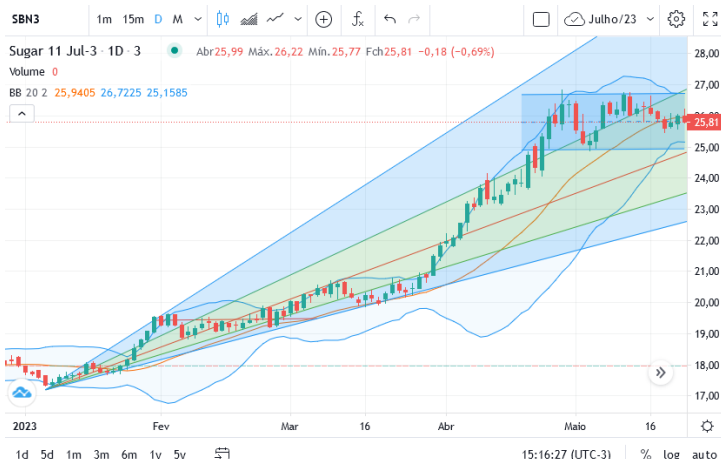 SBN3 1m 15m D M Julho/23
Sugar 11 Jul-3 · 1D · 3 Abr25,99 Máx.26,22 Mín.25,77 Fch25,81 −0,18 (−0,69%)
Volume 0
BB 20 2 25,9405 26,7225 25,1585
28,00
27,00
25,81
25,00
24,00
23,00
22,00
21,00
20,00
19,00
18,00
17,00
2023 Fev Mar 16 Abr Maio 16
1d 5d 1m 3m 6m 1y 5y 15:16:27 (UTC-3) % log auto